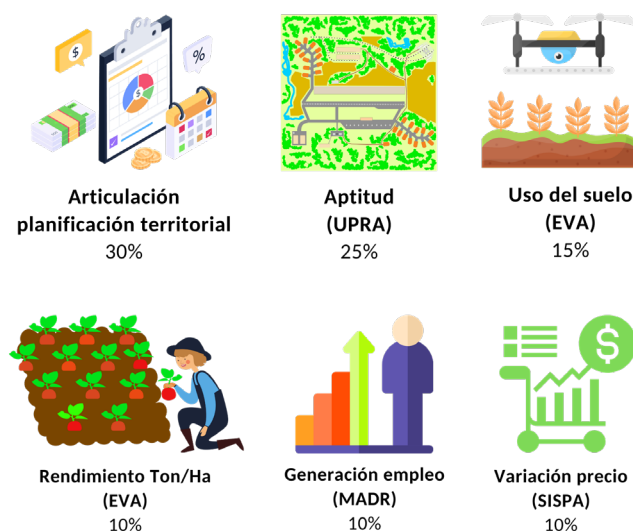 $
%
$
Articulación
planificación territorial
30%
Aptitud
(UPRA)
25%
Uso del suelo
(EVA)
15%
$
Rendimiento Ton/Ha
(EVA)
10%
Generación empleo
(MADR)
10%
Variación precio
(SISPA)
10%